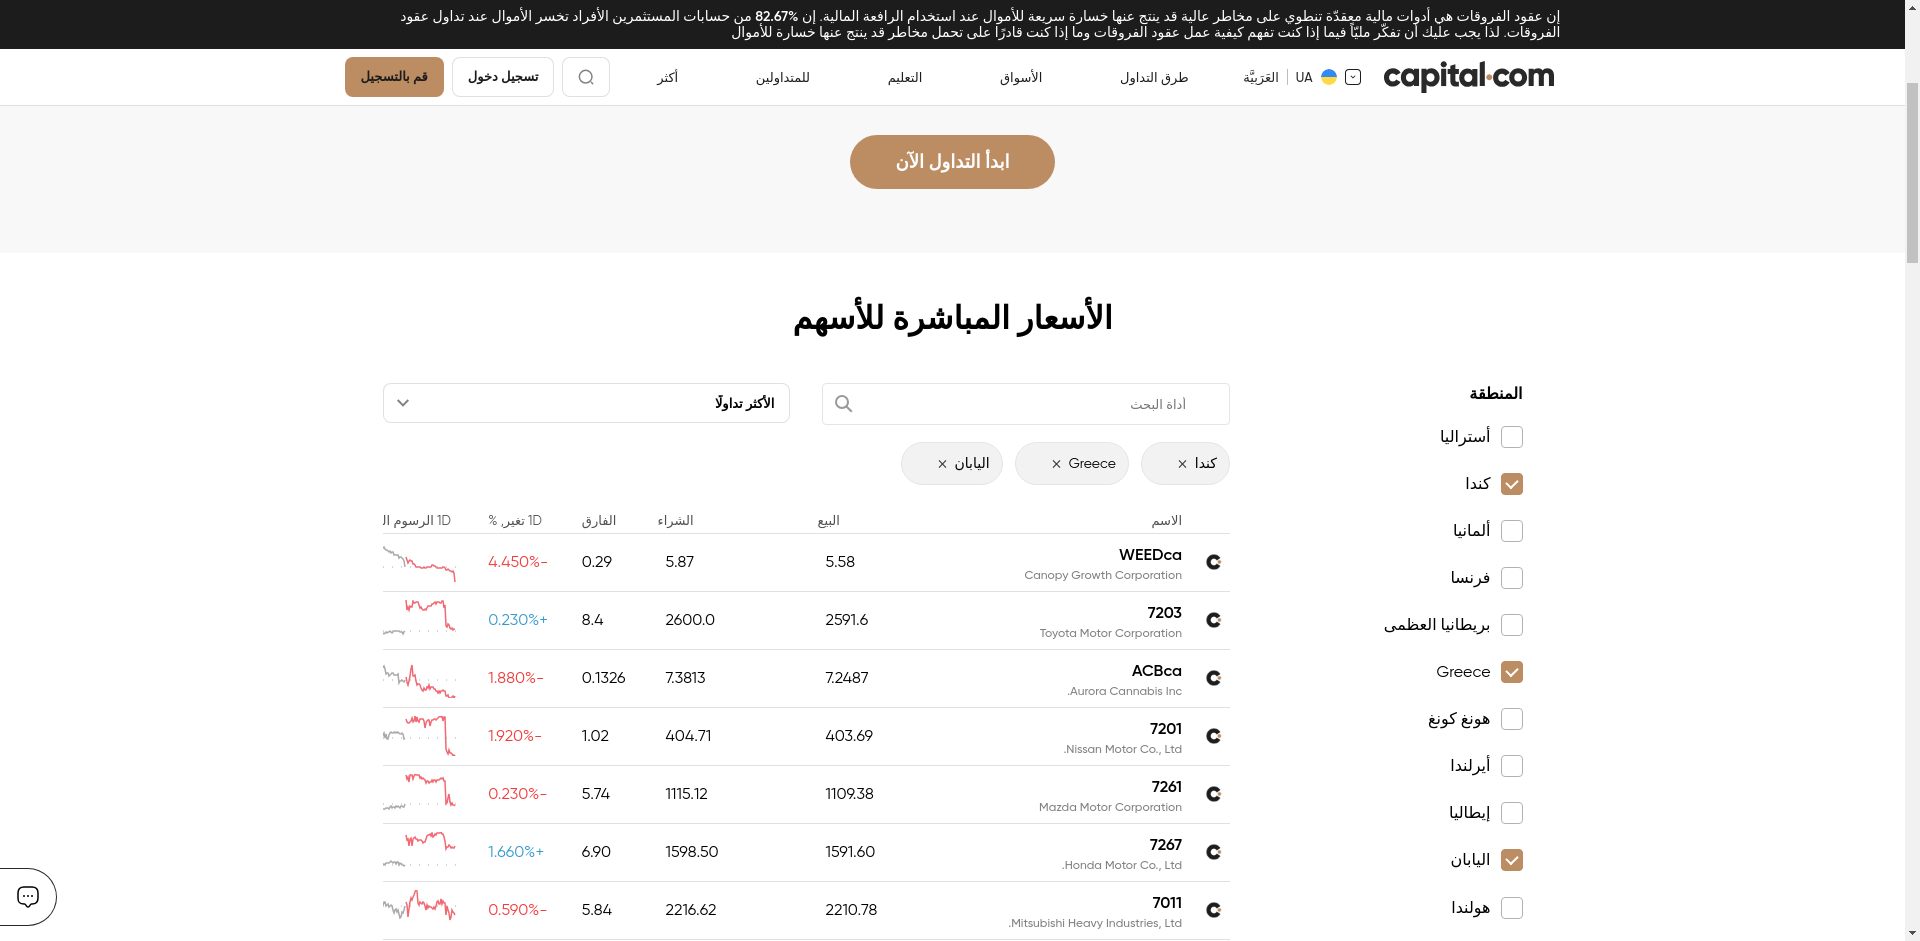 إن عقود الفروقات هي أدوات مالية معقدّة تنطوي على مخاطر عالية قد ينتج عنها خسارة سريعة للأموال عند استخدام الرافعة المالية. إن 82.67% من حسابات المستثمرين الأفراد تخسر الأموال عند تداول عقود
الفروقات. لذا يجب عليك أن تفكّر مليّاً فيما إذا كنت تفهم كيفية عمل عقود الفروقات وما إذا كنت قادرًا على تحمل مخاطر قد ينتج عنها خسارة للأموال
capital.com
UA
العَرَبِيَّة
طرق التداول
الأسواق
التعليم
للمتداولين
أكثر
تسجيل دخول
قم بالتسجيل
ابدأ التداول الآن
الأسعار المباشرة للأسهم
المنطقة
أستراليا
كندا
ألمانيا
فرنسا
بريطانيا العظمى
Greece
هونغ كونغ
أيرلندا
إيطاليا
اليابان
هولندا
أداة البحث
الأكثر تداولًا
كندا ×
Greece ×
اليابان ×
الاسم البيع الشراء الفارق 1D تغير, % 1D الرسوم ال
WEEDca
Canopy Growth Corporation
5.58 5.87 0.29 4.450%-
7203
Toyota Motor Corporation
2591.6 2600.0 8.4 0.230%+
ACBca
.Aurora Cannabis Inc
7.2487 7.3813 0.1326 1.880%-
7201
.Nissan Motor Co., Ltd
403.69 404.71 1.02 1.920%-
7261
Mazda Motor Corporation
1109.38 1115.12 5.74 0.230%-
7267
.Honda Motor Co., Ltd
1591.60 1598.50 6.90 1.660%+
7011
.Mitsubishi Heavy Industries, Ltd
2210.78 2216.62 5.84 0.590%-